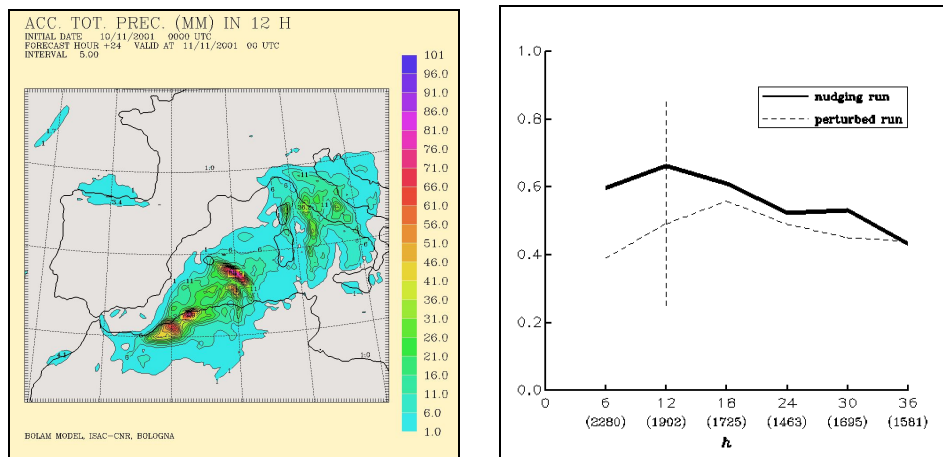 ACC. TOT. PREC. (MM) IN 12 H
INITIAL DATE 10/11/2001 0000 UTC
FORECAST HOUR +24 VALID AT 11/11/2001 00 UTC
INTERVAL 5.00
101
96.0
91.0
86.0
81.0
76.0
71.0
66.0
61.0
56.0
51.0
46.0
41.0
36.0
31.0
26.0
21.0
16.0
11.0
6.0
1.0
BOLAM MODEL, ISAC-CNR, BOLOGNA
1.0
0.8
0.6
0.4
0.2
0.0
nudging run
perturbed run
0 6 12 18 24 30 36
(2280) (1902) (1725) (1463) (1695) (1581)
h